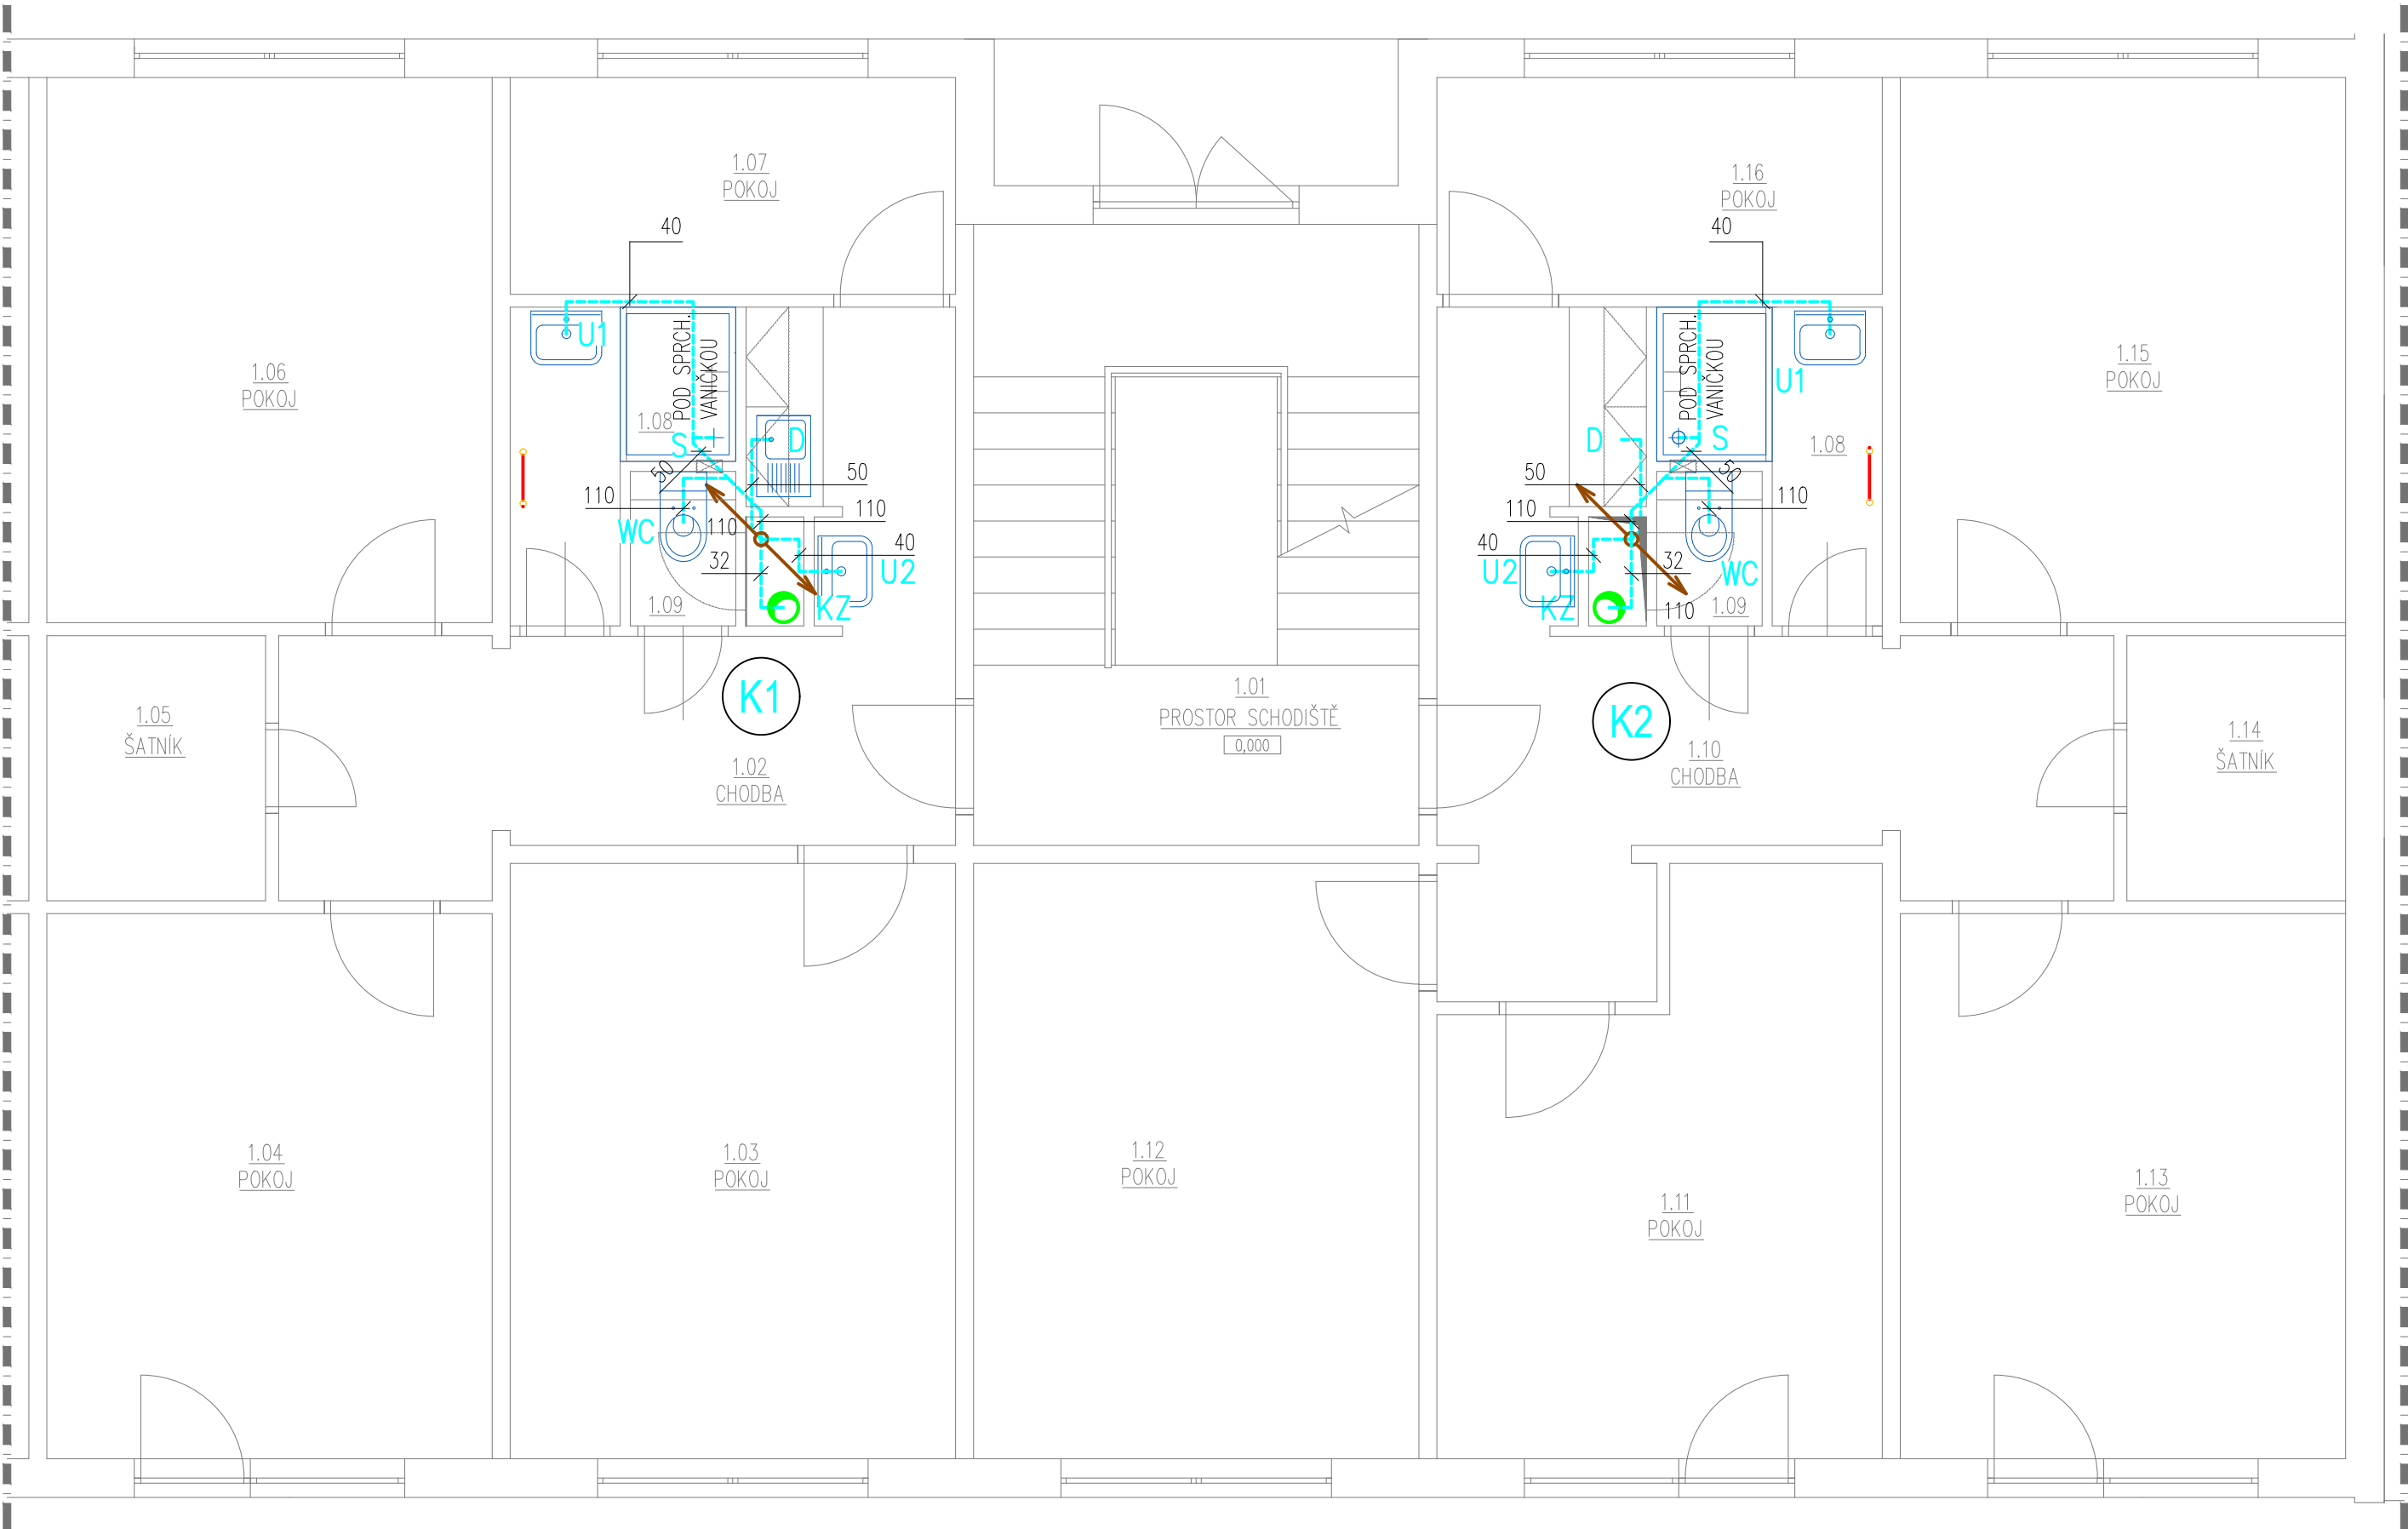 1.07
POKOJ
1.16
POKOJ
40
40
U1
POD SPRCH.
VANIČKOU
POD SPRCH.
VANIČKOU
U1
1.06
POKOJ
1.15
POKOJ
1.08
S
D
D
S
1.08
50
50
50
50
110
110
110
110
WC
110
32
40
U2
KZ
1.09
40
U2
KZ
32
WC
110
1.09
K1
K2
1.05
ŠATNÍK
1.01
PROSTOR SCHODIŠTĚ
0,000
1.14
ŠATNÍK
1.02
CHODBA
1.10
CHODBA
1.04
POKOJ
1.03
POKOJ
1.12
POKOJ
1.11
POKOJ
1.13
POKOJ